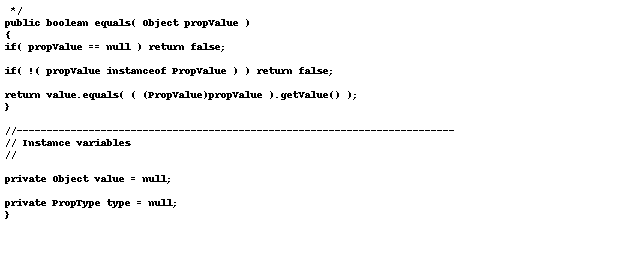 */
public boolean equals( Object propValue )
{
if( propValue == null ) return false;
if( !( propValue instanceof PropValue ) ) return false;
return value.equals( ( (PropValue)propValue ).getValue() );
}
//-------------------------------------------------------------------------
// Instance variables
//
private Object value = null;
private PropType type = null;
}